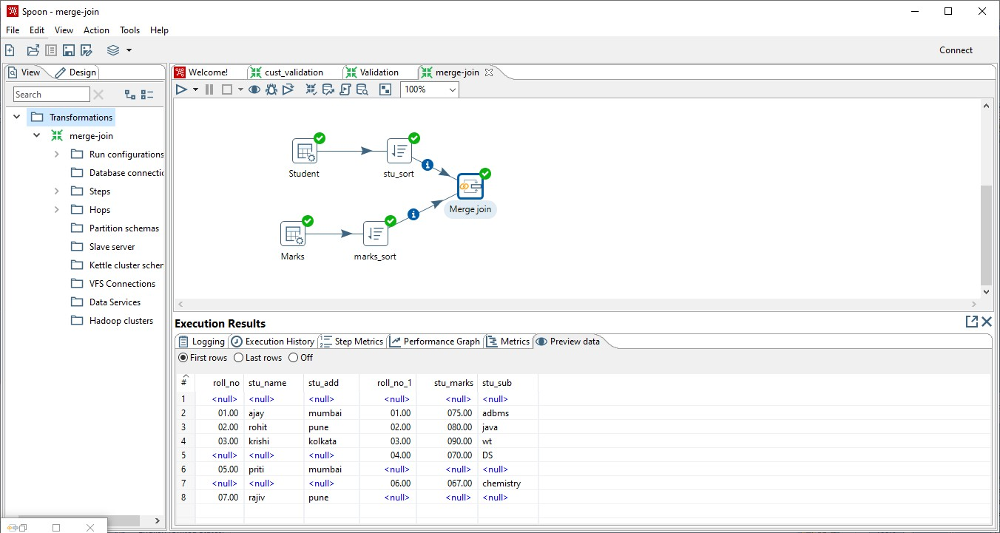 Spoon - merge-join
File Edit View Action Tools Help
Connect
View Design
Search
Transformations
merge-join
Run configurations
Database connectic
Steps
Hops
Partition schemas
Slave server
Kettle cluster scher
VFS Connections
Data Services
Hadoop clusters
Welcome! cust_validation Validation merge-join
100%
Student stu_sort
Merge join
Marks marks_sort
Execution Results
Logging Execution History Step Metrics Performance Graph Metrics Preview data
First rows Last rows Off
# roll_no stu_name stu_add roll_no_1 stu_marks stu_sub
1 <null> <null> <null> <null> <null> <null>
2 01.00 ajay mumbai 01.00 075.00 adbms
3 02.00 rohit pune 02.00 080.00 java
4 03.00 krishi kolkata 03.00 090.00 wt
5 <null> <null> <null> 04.00 070.00 DS
6 05.00 priti mumbai <null> <null> <null>
7 <null> <null> <null> 06.00 067.00 chemistry
8 07.00 rajiv pune <null> <null> <null>